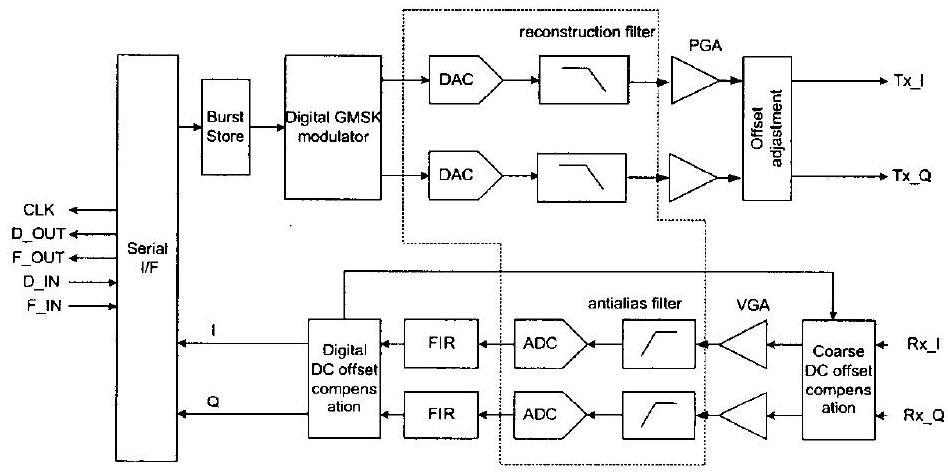 reconstruction filter
PGA
DAC
Burst
Store
Digital GMSK
modulator
Offset
adjastment
Tx_I
DAC
Tx_Q
CLK
D_OUT
F_OUT
D_IN
F_IN
Serial
I/F
antialias filter
VGA
I
Digital
DC offset
compens
ation
FIR
ADC
Coarse
DC offset
compens
ation
Rx_I
Q
FIR
ADC
Rx_Q